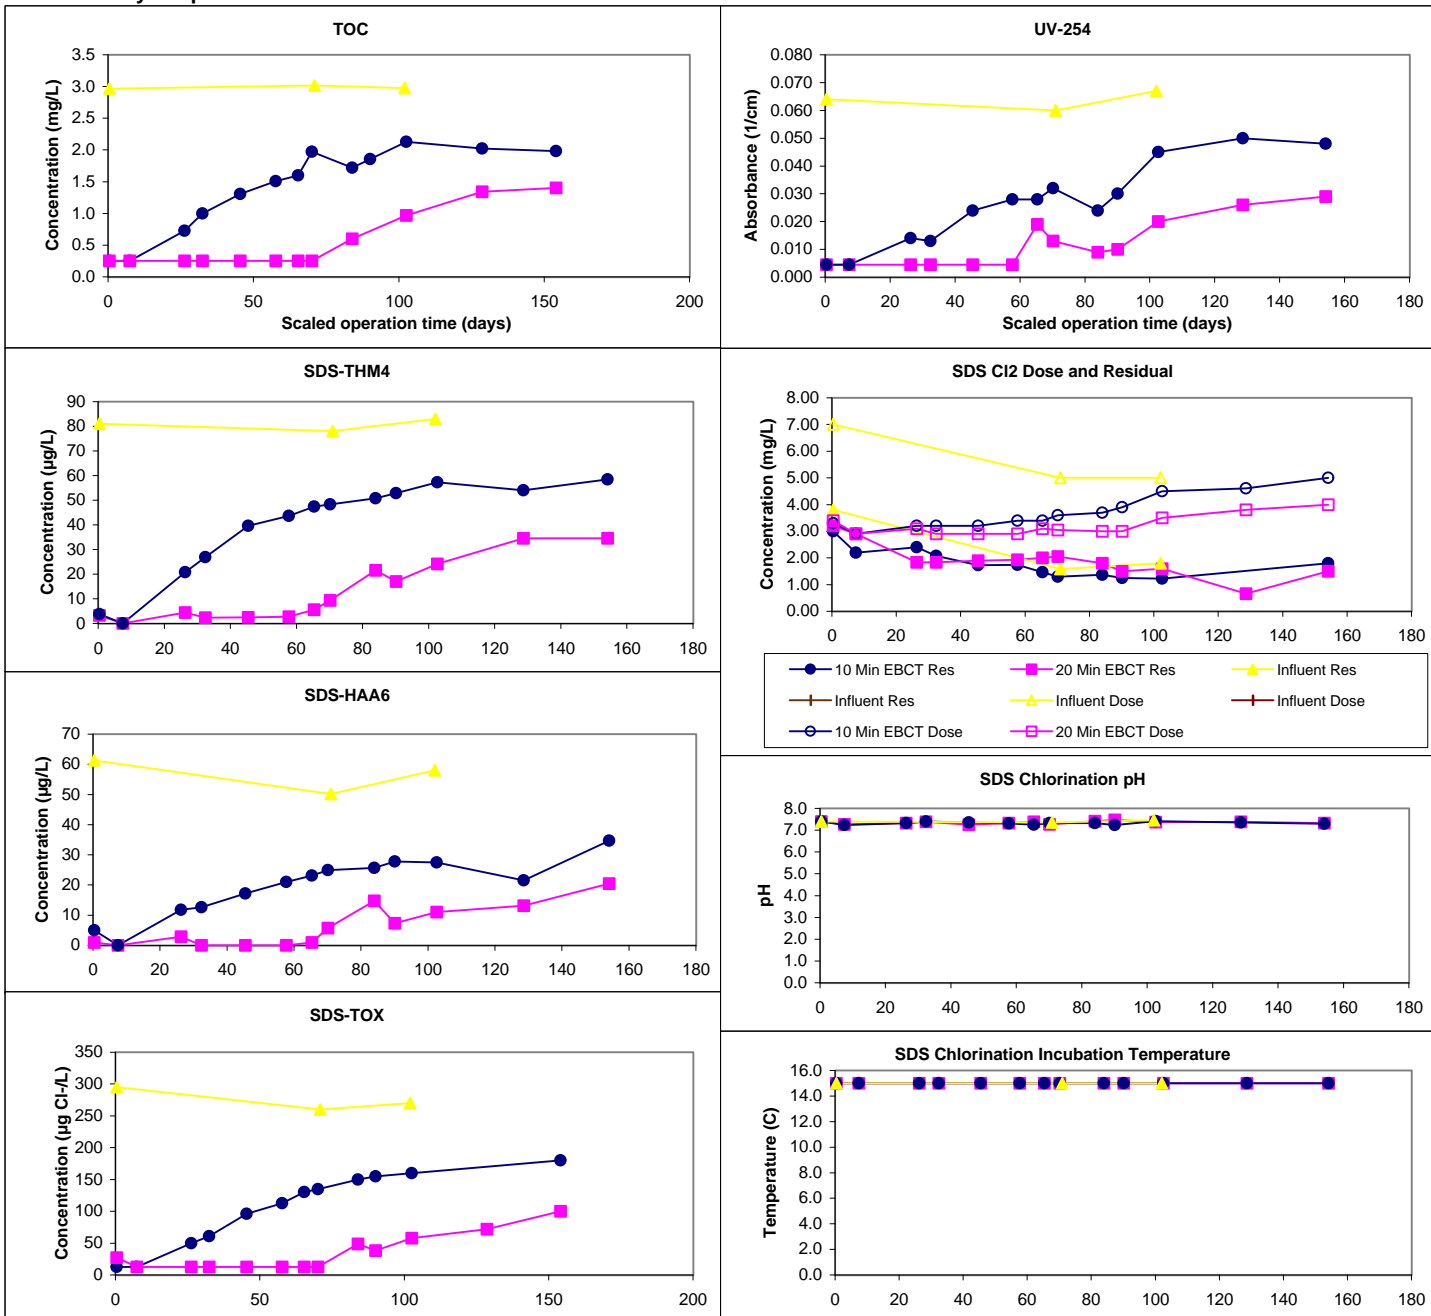 TOC
3.5
3.0
2.5
2.0
1.5
1.0
0.5
0.0
Concentration (mg/L)
0 50 100 150 200
Scaled operation time (days)
UV-254
0.080
0.070
0.060
0.050
0.040
0.030
0.020
0.010
0.000
Absorbance (1/cm)
0 20 40 60 80 100 120 140 160 180
Scaled operation time (days)
SDS-THM4
90
80
70
60
50
40
30
20
10
0
Concentration (µg/L)
0 20 40 60 80 100 120 140 160 180
SDS Cl2 Dose and Residual
8.00
7.00
6.00
5.00
4.00
3.00
2.00
1.00
0.00
Concentration (mg/L)
0 20 40 60 80 100 120 140 160 180
10 Min EBCT Res 20 Min EBCT Res Influent Res
Influent Res Influent Dose Influent Dose
10 Min EBCT Dose 20 Min EBCT Dose
SDS-HAA6
70
60
50
40
30
20
10
0
Concentration (µg/L)
0 20 40 60 80 100 120 140 160 180
SDS Chlorination pH
8.0
7.0
6.0
5.0
4.0
3.0
2.0
1.0
0.0
pH
0 20 40 60 80 100 120 140 160 180
SDS-TOX
350
300
250
200
150
100
50
0
Concentration (µg Cl-/L)
0 50 100 150 200
SDS Chlorination Incubation Temperature
16.0
14.0
12.0
10.0
8.0
6.0
4.0
2.0
0.0
Temperature (C)
0 20 40 60 80 100 120 140 160 180